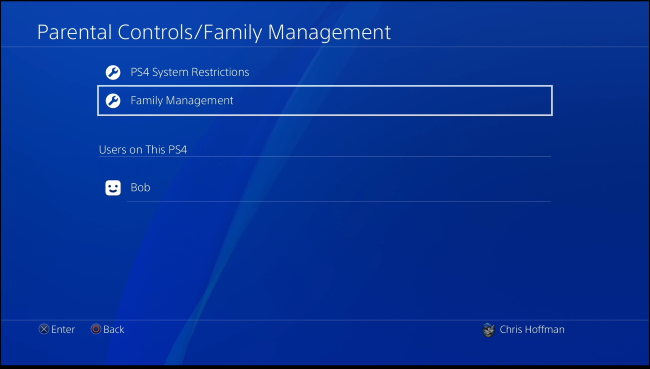 Parental Controls/Family Management
PS4 System Restrictions
Family Management
Users on This PS4
Bob
Enter Back Chris Hoffman